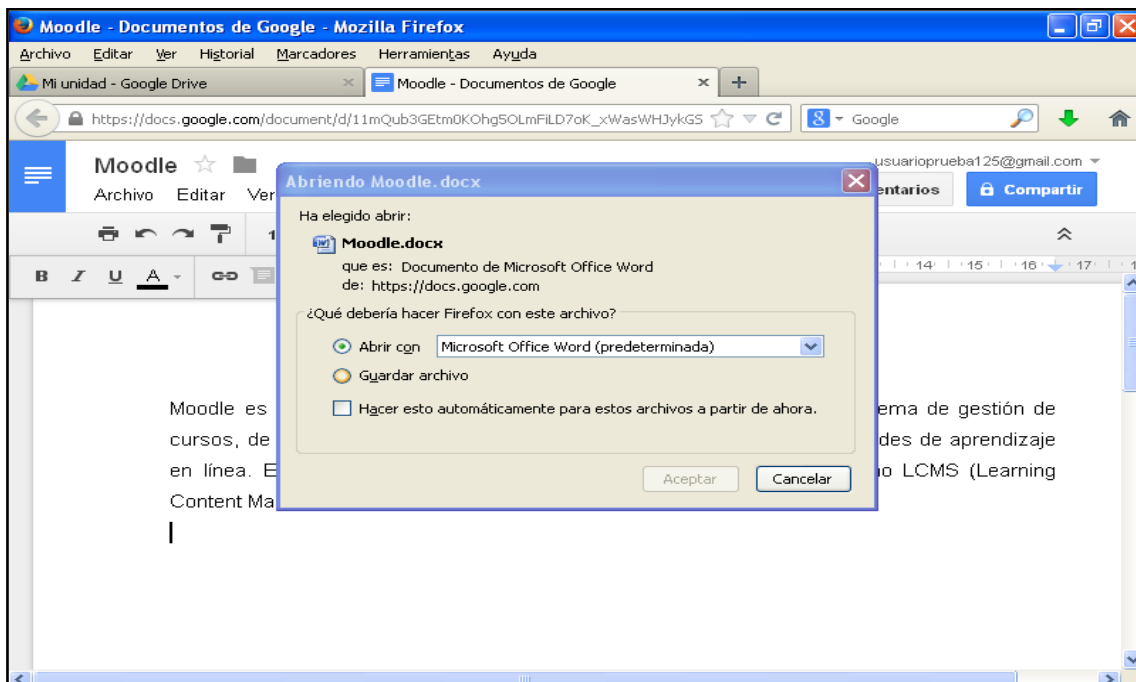 Moodle - Documentos de Google - Mozilla Firefox
Archivo Editar Ver Historial Marcadores Herramientas Ayuda
Mi unidad - Google Drive × Moodle - Documentos de Google × +
https://docs.google.com/document/d/11mQub3GEtm0KOhg5OLmFiLD7oK_xWasWHJykGS Google
Moodle usuarioprueba125@gmail.com
Archivo Editar Ver entarios Compartir
1
B I U A 14 15 16 17 1
Abriendo Moodle.docx
Ha elegido abrir:
Moodle.docx
que es: Documento de Microsoft Office Word
de: https://docs.google.com
¿Qué debería hacer Firefox con este archivo?
Abrir con Microsoft Office Word (predeterminada)
Guardar archivo
Hacer esto automáticamente para estos archivos a partir de ahora.
Aceptar Cancelar
Moodle es ema de gestión de
cursos, de des de aprendizaje
en línea. E no LCMS (Learning
Content Ma